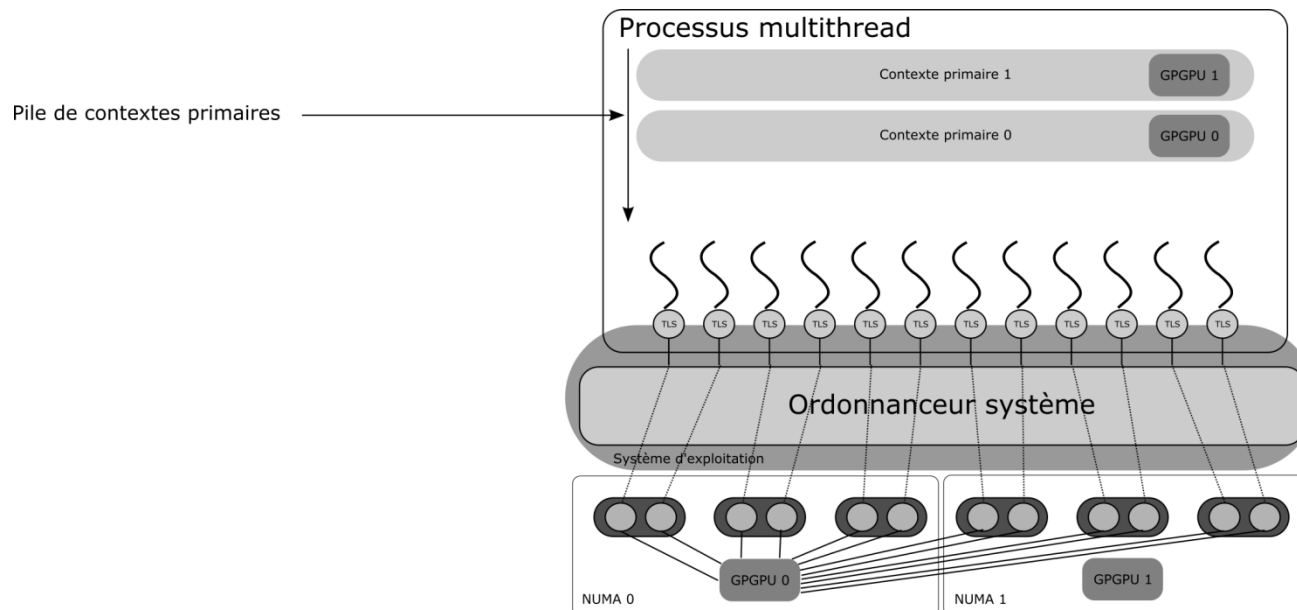 Processus multithread
Contexte primaire 1
GPGPU 1
Pile de contextes primaires
Contexte primaire 0
GPGPU 0
TLS TLS TLS TLS TLS TLS TLS TLS TLS TLS TLS TLS
Ordonnanceur système
Système d'exploitation
GPGPU 0
GPGPU 1
NUMA 0
NUMA 1